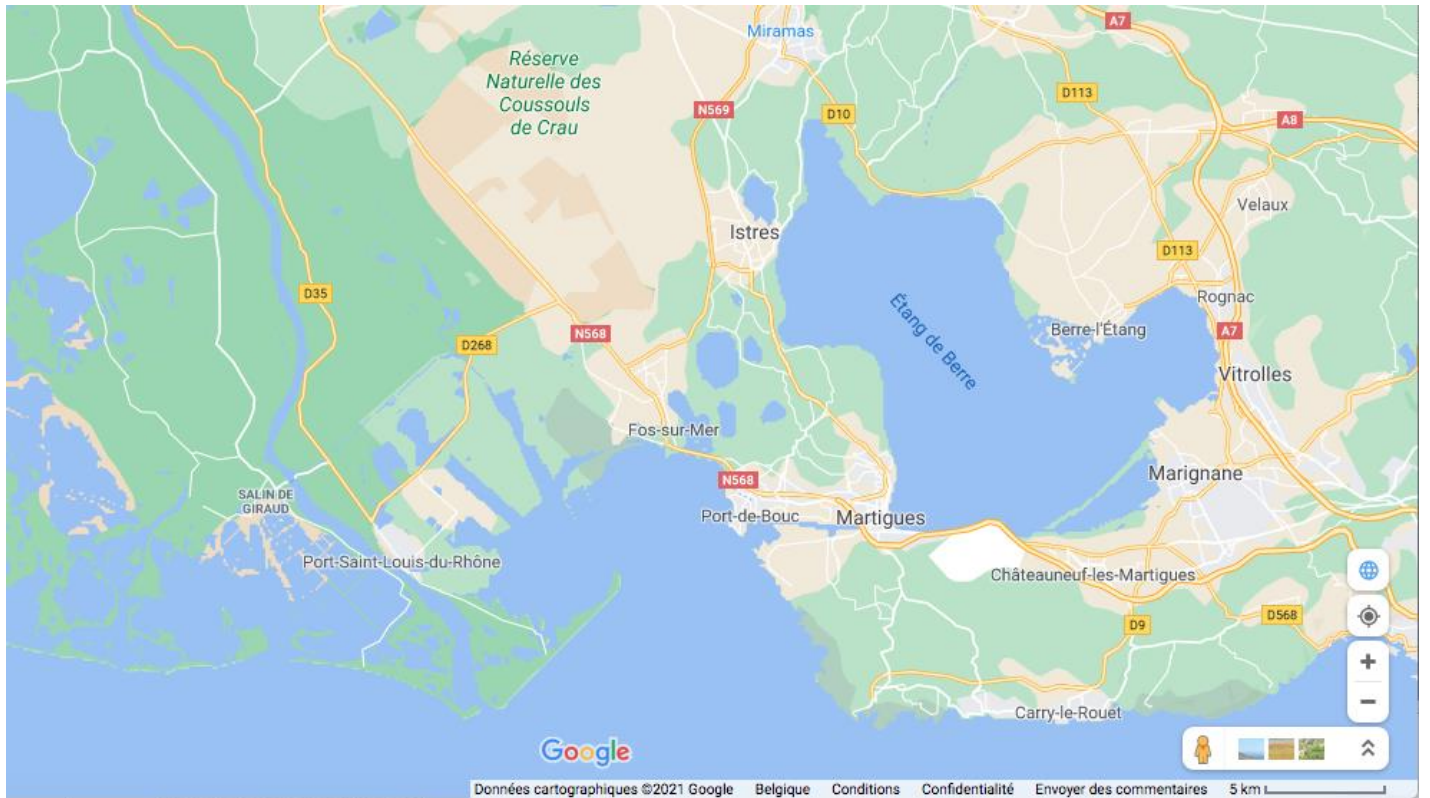 A7
Miramas
Réserve
Naturelle des
Coussouls
de Crau
D113
N569
D10
A8
Velaux
Istres
D113
D35
Étang de Berre
Rognac
N568
Berre-l'Étang
A7
D268
Vitrolles
Fos-sur-Mer
Marignane
N568
SALIN DE
GIRAUD
Port-de-Bouc
Martigues
Port-Saint-Louis-du-Rhône
Châteauneuf-les-Martigues
D568
D9
Carry-le-Rouet
Google
Données cartographiques ©2021 Google Belgique Conditions Confidentialité Envoyer des commentaires 5 km